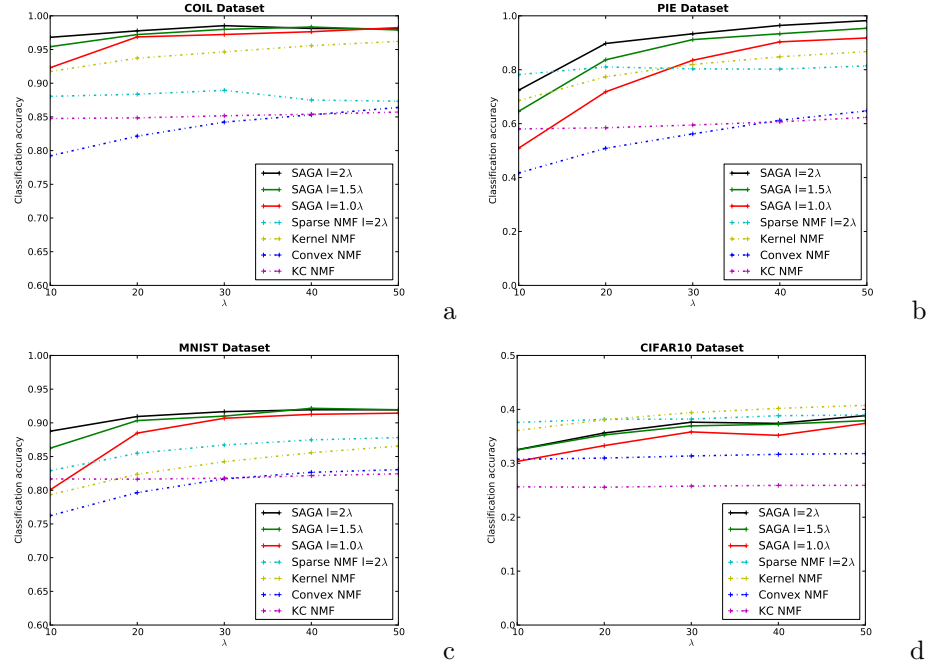 COIL Dataset
1.00
0.95
0.90
0.85
0.80
0.75
0.70
0.65
0.60
Classification accuracy
10 20 30 40 50
λ
SAGA l=2λ
SAGA l=1.5λ
SAGA l=1.0λ
Sparse NMF l=2λ
Kernel NMF
Convex NMF
KC NMF
a
PIE Dataset
1.0
0.8
0.6
0.4
0.2
0.0
Classification accuracy
10 20 30 40 50
λ
SAGA l=2λ
SAGA l=1.5λ
SAGA l=1.0λ
Sparse NMF l=2λ
Kernel NMF
Convex NMF
KC NMF
b
MNIST Dataset
1.00
0.95
0.90
0.85
0.80
0.75
0.70
0.65
0.60
Classification accuracy
10 20 30 40 50
λ
SAGA l=2λ
SAGA l=1.5λ
SAGA l=1.0λ
Sparse NMF l=2λ
Kernel NMF
Convex NMF
KC NMF
c
CIFAR10 Dataset
0.5
0.4
0.3
0.2
0.1
0.0
Classification accuracy
10 20 30 40 50
λ
SAGA l=2λ
SAGA l=1.5λ
SAGA l=1.0λ
Sparse NMF l=2λ
Kernel NMF
Convex NMF
KC NMF
d